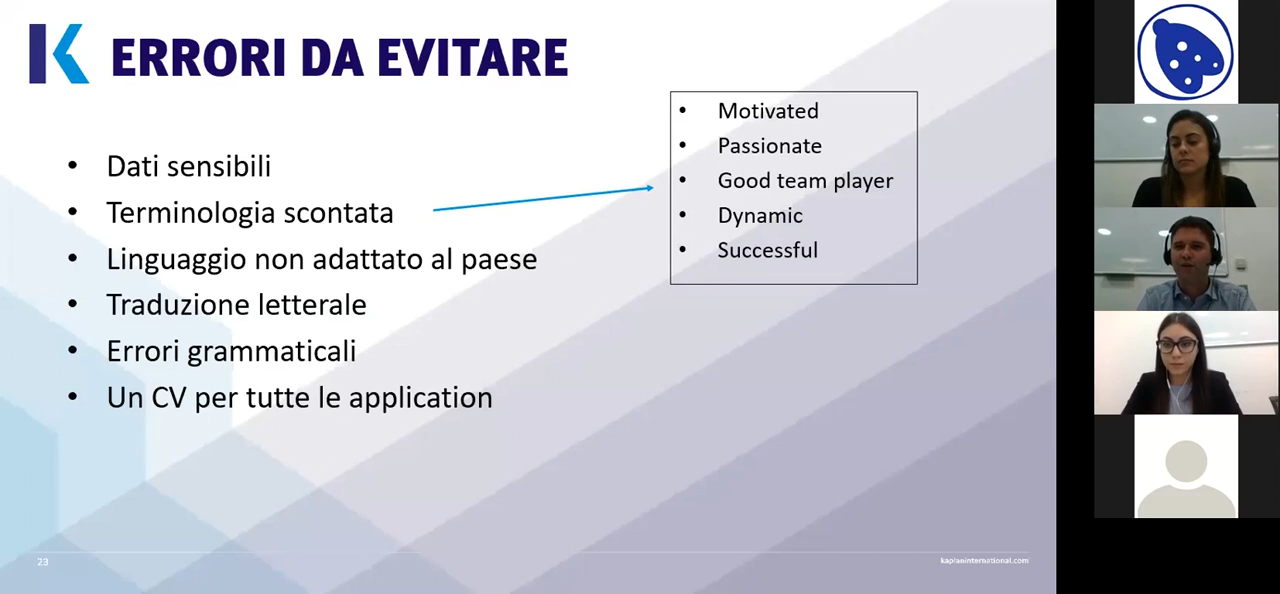 ERRORI DA EVITARE
Dati sensibili
Terminologia scontata
Linguaggio non adattato al paese
Traduzione letterale
Errori grammaticali
Un CV per tutte le application
Motivated
Passionate
Good team player
Dynamic
Successful
23
kaplaninternational.com